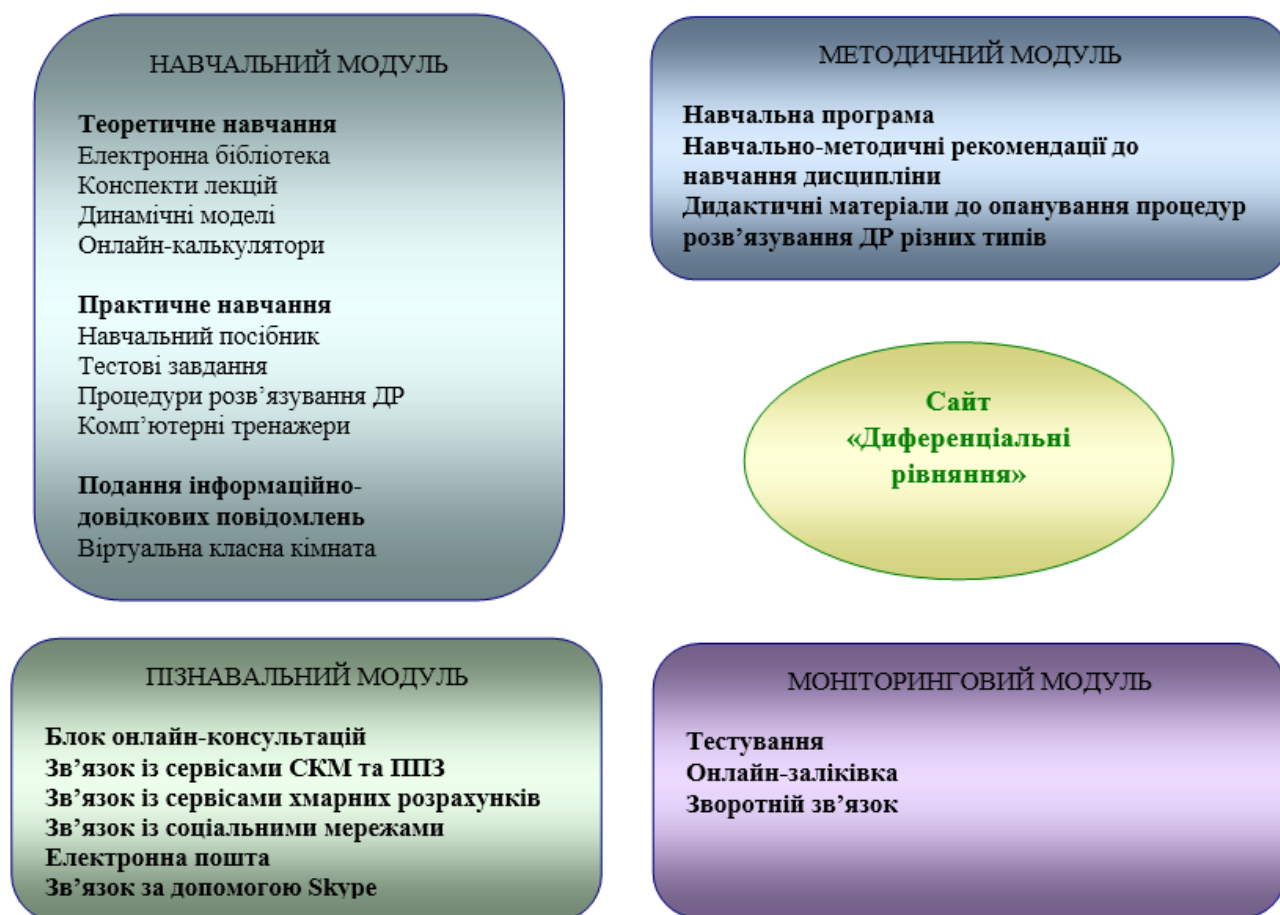 НАВЧАЛЬНИЙ МОДУЛЬ
Теоретичне навчання
Електронна бібліотека
Конспекти лекцій
Динамічні моделі
Онлайн-калькулятори
Практичне навчання
Навчальний посібник
Тестові завдання
Процедури розв’язування ДР
Комп’ютерні тренажери
Подання інформаційно-
довідкових повідомлень
Віртуальна класна кімната
МЕТОДИЧНИЙ МОДУЛЬ
Навчальна програма
Навчально-методичні рекомендації до
навчання дисципліни
Дидактичні матеріали до опанування процедур
розв’язування ДР різних типів
Сайт
«Диференціальні
рівняння»
ПІЗНАВАЛЬНИЙ МОДУЛЬ
Блок онлайн-консультацій
Зв’язок із сервісами СКМ та ППЗ
Зв’язок із сервісами хмарних розрахунків
Зв’язок із соціальними мережами
Електронна пошта
Зв’язок за допомогою Skype
МОНІТОРИНГОВИЙ МОДУЛЬ
Тестування
Онлайн-заліківка
Зворотній зв’язок